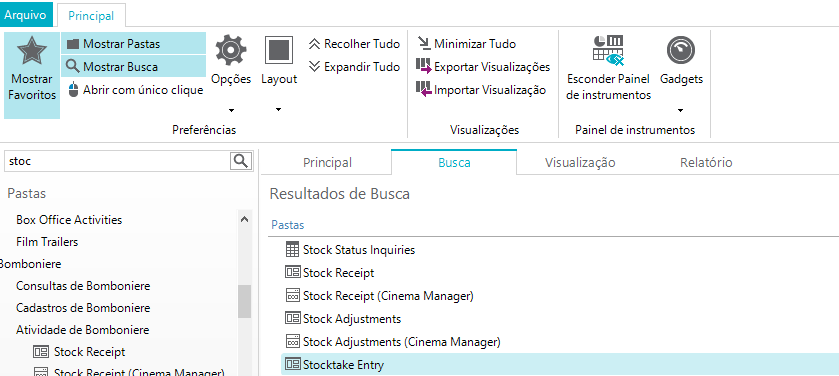 Arquivo
Principal
Mostrar
Favoritos
Mostrar Pastas
Mostrar Busca
Abrir com único clique
Opções
Layout
Recolher Tudo
Expandir Tudo
Preferências
Minimizar Tudo
Exportar Visualizações
Importar Visualização
Visualizações
Esconder Painel
de instrumentos
Gadgets
Painel de instrumentos
stoc
Pastas
Box Office Activities
Film Trailers
Bomboniere
Consultas de Bomboniere
Cadastros de Bomboniere
Atividade de Bomboniere
Stock Receipt
Stock Receipt (Cinema Manager)
Principal
Busca
Visualização
Relatório
Resultados de Busca
Pastas
Stock Status Inquiries
Stock Receipt
Stock Receipt (Cinema Manager)
Stock Adjustments
Stock Adjustments (Cinema Manager)
Stocktake Entry